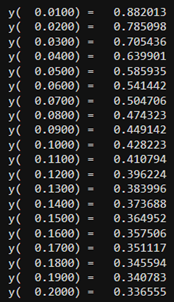 y(  0.0100) =   0.882013
y(  0.0200) =   0.785098
y(  0.0300) =   0.705436
y(  0.0400) =   0.639901
y(  0.0500) =   0.585935
y(  0.0600) =   0.541442
y(  0.0700) =   0.504706
y(  0.0800) =   0.474323
y(  0.0900) =   0.449142
y(  0.1000) =   0.428223
y(  0.1100) =   0.410794
y(  0.1200) =   0.396224
y(  0.1300) =   0.383996
y(  0.1400) =   0.373688
y(  0.1500) =   0.364952
y(  0.1600) =   0.357506
y(  0.1700) =   0.351117
y(  0.1800) =   0.345594
y(  0.1900) =   0.340783
y(  0.2000) =   0.336555